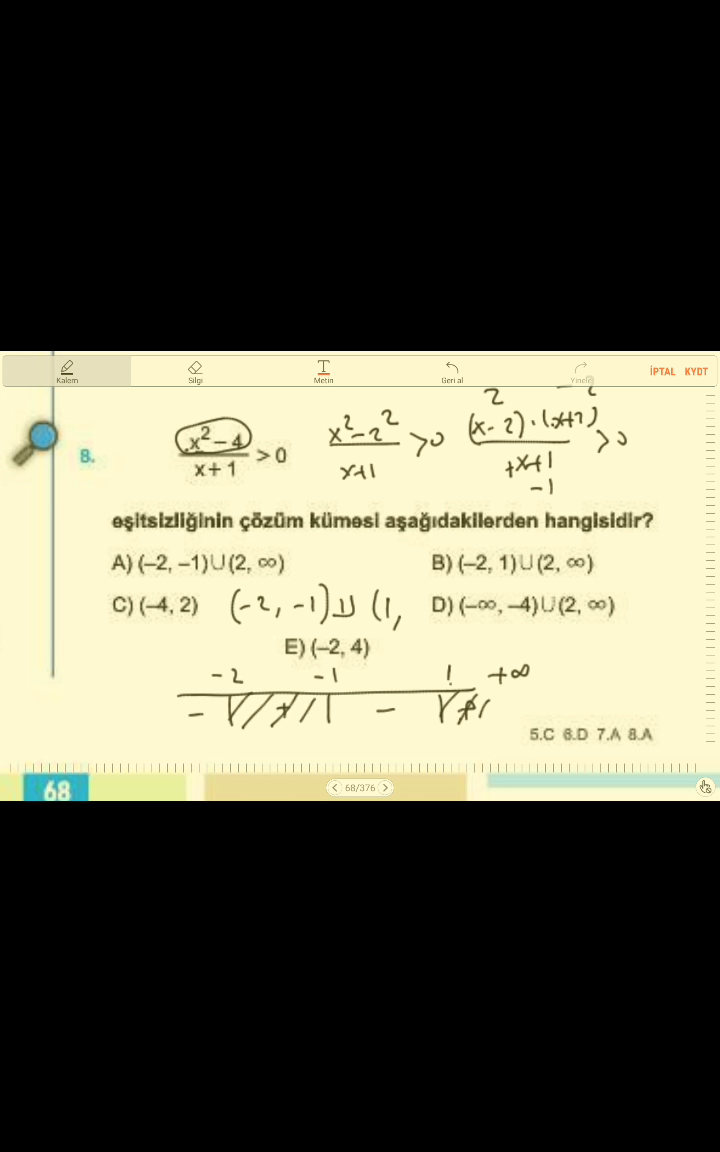 Kalem Silgi Metin Geri al Yinele İPTAL KYDT
8. x² – 4 / x + 1 > 0 x² – 2² / x+1 > 0 (x – 2) · (x+2) / +x+1 > 0
2
–1
eşitsizliğinin çözüm kümesi aşağıdakilerden hangisidir?
A) (–2, –1)∪(2, ∞) B) (–2, 1)∪(2, ∞)
C) (–4, 2) (–2, –1) ∪ (1, D) (–∞, –4)∪(2, ∞)
E) (–2, 4)
–2 –1 1 +∞
– + – +
5.C 6.D 7.A 8.A
68 68/376